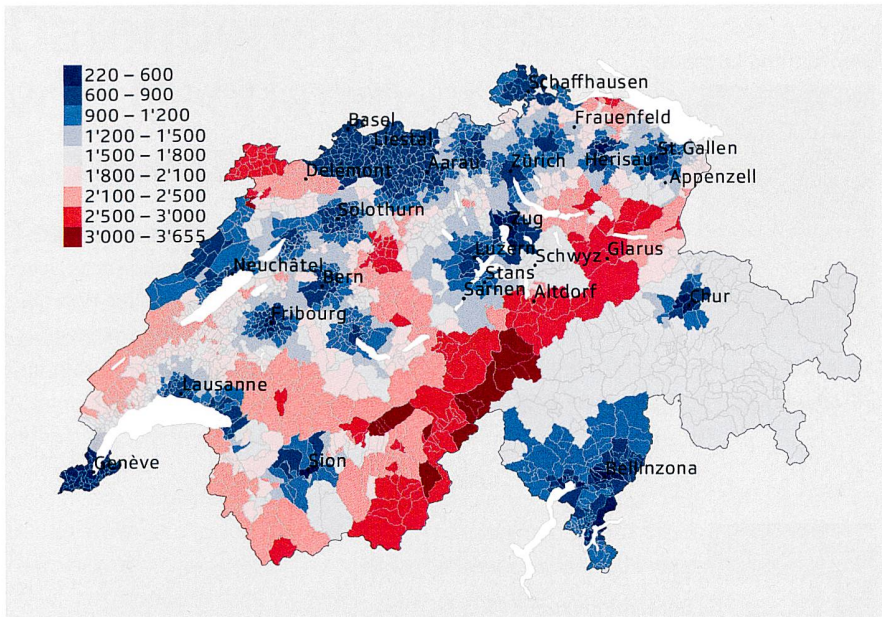 220 – 600
600 – 900
900 – 1'200
1'200 – 1'500
1'500 – 1'800
1'800 – 2'100
2'100 – 2'500
2'500 – 3'000
3'000 – 3'655
Schaffhausen
Basel
Frauenfeld
Liestal
St.Gallen
Aarau
Zürich
Herisau
Delémont
Appenzell
Solothurn
Zug
Luzern
Schwyz
Glarus
Neuchâtel
Stans
Bern
Sarnen
Altdorf
Chur
Fribourg
Lausanne
Genève
Sion
Bellinzona